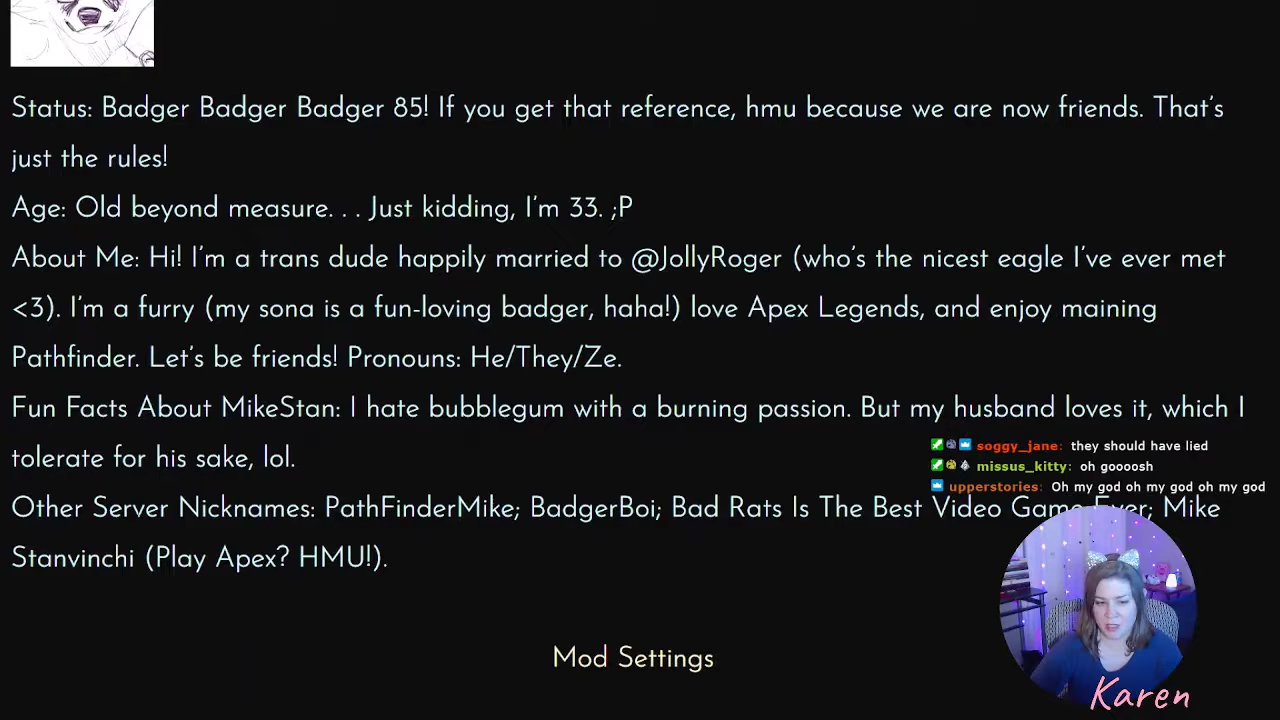 Status: Badger Badger Badger 85! If you get that reference, hmu because we are now friends. That's
just the rules!
Age: Old beyond measure. . . Just kidding, I'm 33. ;P
About Me: Hi! I'm a trans dude happily married to @JollyRoger (who's the nicest eagle I've ever met
<3). I'm a furry (my sona is a fun-loving badger, haha!) love Apex Legends, and enjoy maining
Pathfinder. Let's be friends! Pronouns: He/They/Ze.
Fun Facts About MikeStan: I hate bubblegum with a burning passion. But my husband loves it, which I
tolerate for his sake, lol.
soggy_jane: they should have lied
missus_kitty: oh goooosh
upperstories: Oh my god oh my god oh my god
Other Server Nicknames: PathFinderMike; BadgerBoi; Bad Rats Is The Best Video Game Ever; Mike
Stanvinchi (Play Apex? HMU!).
Mod Settings
Karen